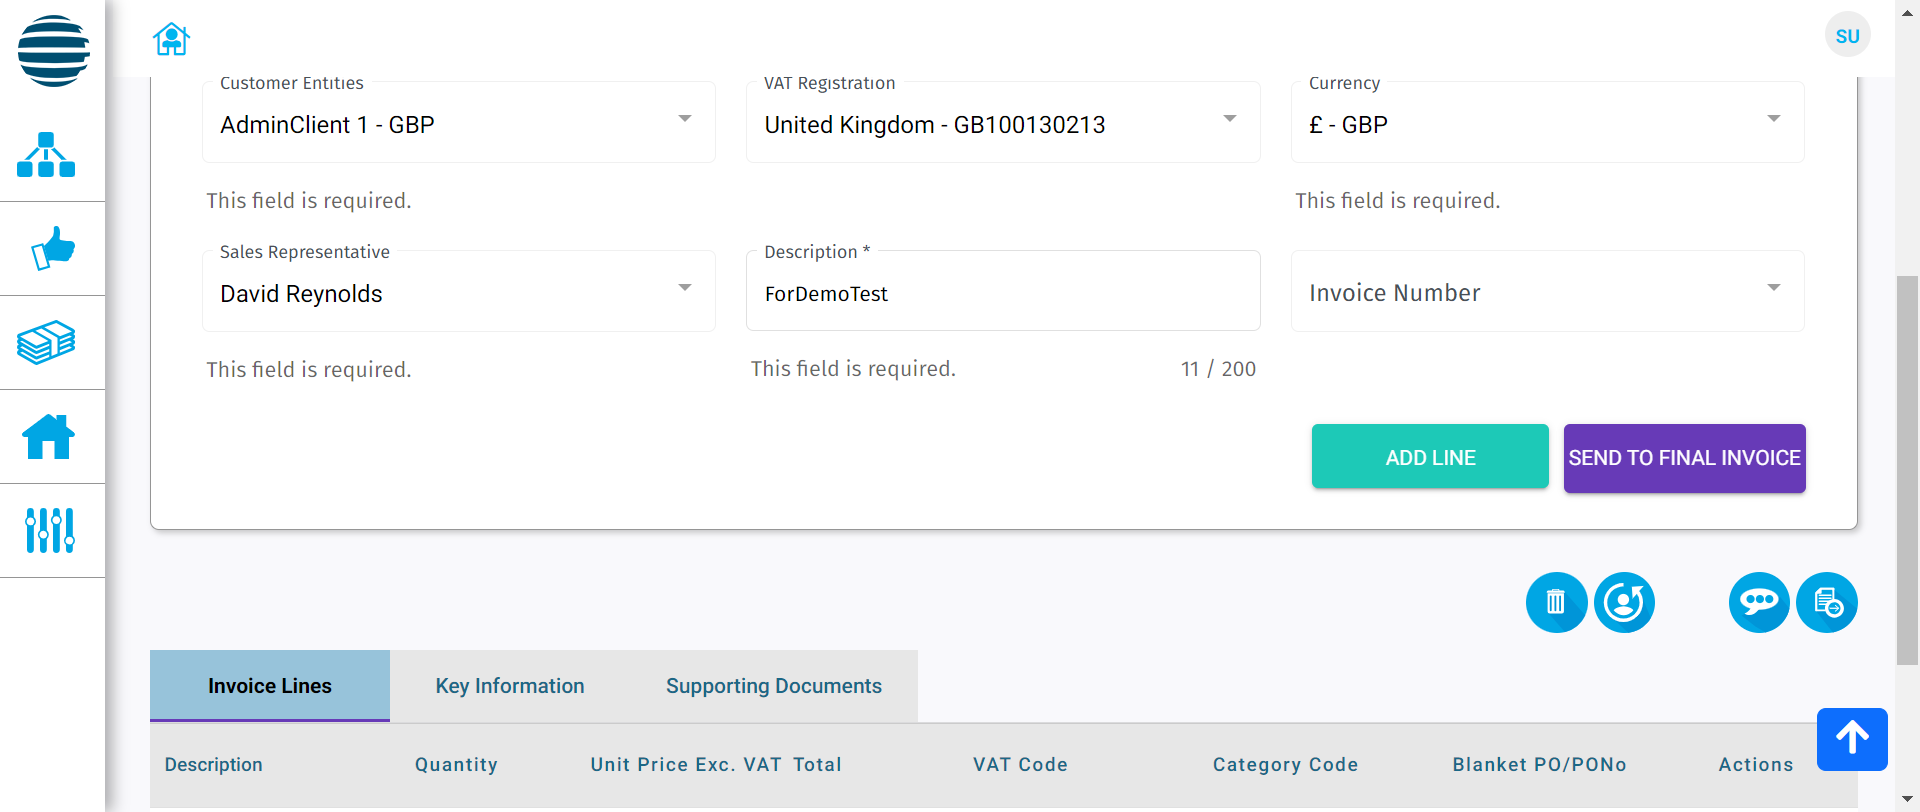 SU
Customer Entities
AdminClient 1 - GBP
This field is required.
VAT Registration
United Kingdom - GB100130213
Currency
£ - GBP
This field is required.
Sales Representative
David Reynolds
This field is required.
Description *
ForDemoTest
This field is required.
11 / 200
Invoice Number
ADD LINE
SEND TO FINAL INVOICE
Invoice Lines
Key Information
Supporting Documents
Description
Quantity
Unit Price Exc. VAT
Total
VAT Code
Category Code
Blanket PO/PONo
Actions